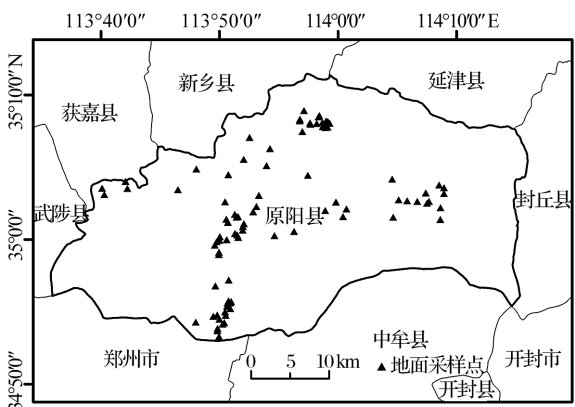 113°40′0″ 113°50′0″ 114°0′0″ 114°10′0″
35°10′0″N
新乡县
延津县
获嘉县
武陟县
原阳县
封丘县
35°0′0″
中牟县
郑州市
0 5 10 km
地面采样点
开封市
开封县
34°50′0″